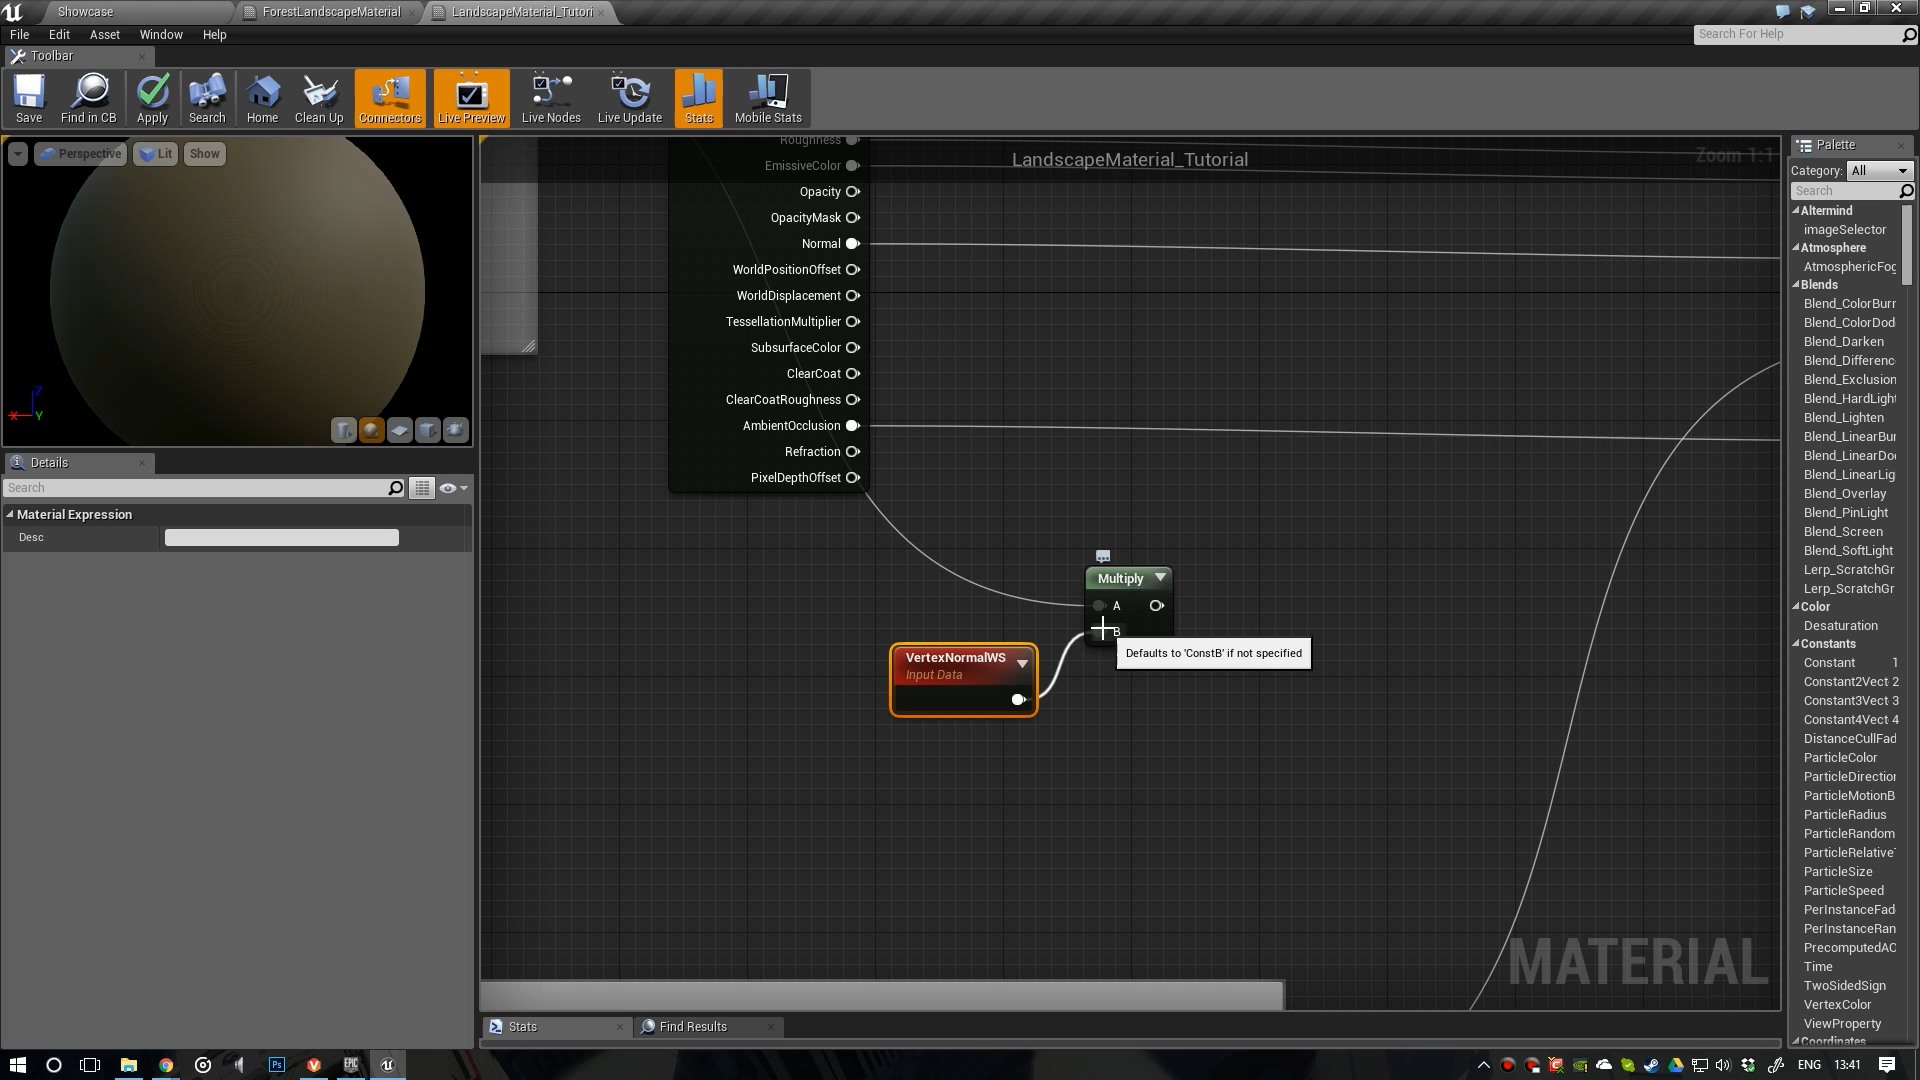 Showcase
ForestLandscapeMaterial
LandscapeMaterial_Tutori
File
Edit
Asset
Window
Help
Search For Help
Toolbar
Save
Find in CB
Apply
Search
Home
Clean Up
Connectors
Live Preview
Live Nodes
Live Update
Stats
Mobile Stats
Perspective
Lit
Show
Z
X
Y
Details
Search
Material Expression
Desc
LandscapeMaterial_Tutorial
Zoom 1:1
Roughness
EmissiveColor
Opacity
OpacityMask
Normal
WorldPositionOffset
WorldDisplacement
TessellationMultiplier
SubsurfaceColor
ClearCoat
ClearCoatRoughness
AmbientOcclusion
Refraction
PixelDepthOffset
Multiply
A
B
Defaults to 'ConstB' if not specified
VertexNormalWS
Input Data
MATERIAL
Stats
Find Results
Palette
Category: All
Search
Altermind
imageSelector
Atmosphere
AtmosphericFog
Blends
Blend_ColorBurr
Blend_ColorDod
Blend_Darken
Blend_Difference
Blend_Exclusion
Blend_HardLight
Blend_Lighten
Blend_LinearBur
Blend_LinearDo
Blend_LinearLig
Blend_Overlay
Blend_PinLight
Blend_Screen
Blend_SoftLight
Lerp_ScratchGr
Lerp_ScratchGr
Color
Desaturation
Constants
Constant 1
Constant2Vect 2
Constant3Vect 3
Constant4Vect 4
DistanceCullFad
ParticleColor
ParticleDirection
ParticleMotionB
ParticleRadius
ParticleRandom
ParticleRelative
ParticleSize
ParticleSpeed
PerInstanceFad
PerInstanceRan
PrecomputedAO
Time
TwoSidedSign
VertexColor
ViewProperty
Coordinates
Ps
EPIC
ENG
13:41